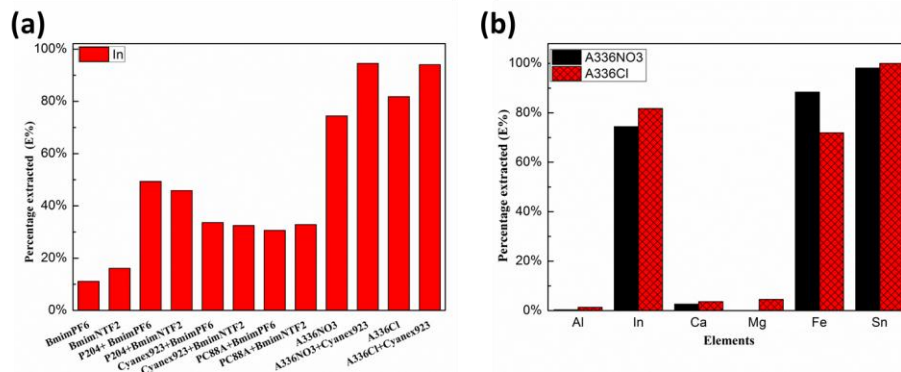 (a)
In
Percentage extracted (E%)
100%
80%
60%
40%
20%
0%
BmimPF6
BmimNTF2
P204+ BmimPF6
P204+BmimNTF2
Cyanex923+BmimPF6
Cyanex923+BmimNTF2
PC88A+BmimPF6
PC88A+BmimNTF2
A336NO3
A336NO3+Cyanex923
A336Cl
A336Cl+Cyanex923
(b)
A336NO3
A336Cl
Percentage extracted (E%)
100%
80%
60%
40%
20%
0%
Al In Ca Mg Fe Sn
Elements